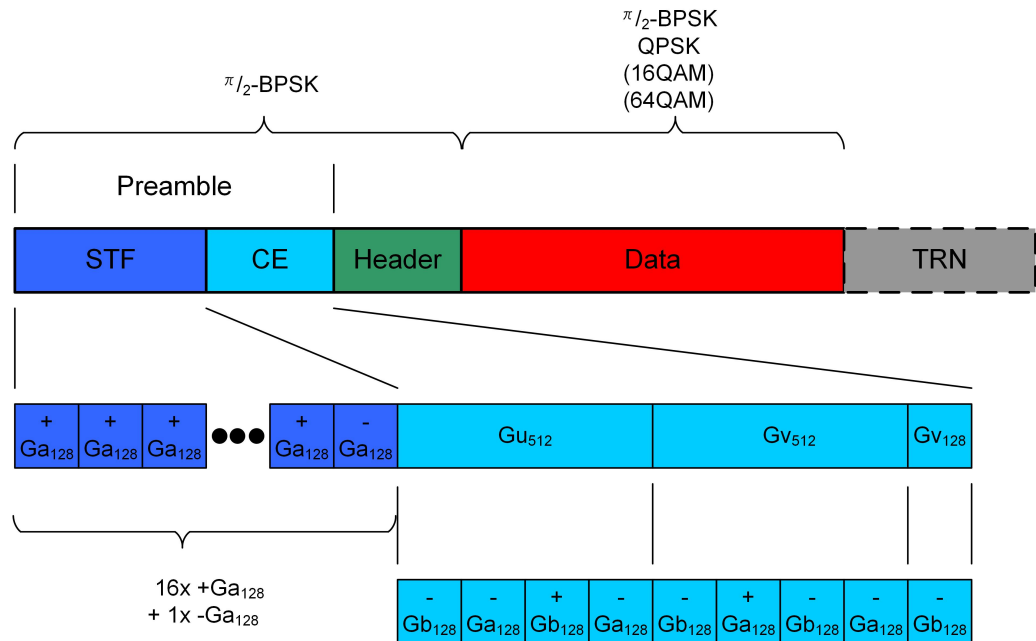 π/2-BPSK
QPSK
(16QAM)
(64QAM)
π/2-BPSK
Preamble
STF CE Header Data TRN
+ + + + -
Ga128 Ga128 Ga128 ●●● Ga128 Ga128 Gu512 Gv512 Gv128
16x +Ga128
+ 1x -Ga128
- - + - - + - - -
Gb128 Ga128 Gb128 Ga128 Gb128 Ga128 Gb128 Ga128 Gb128